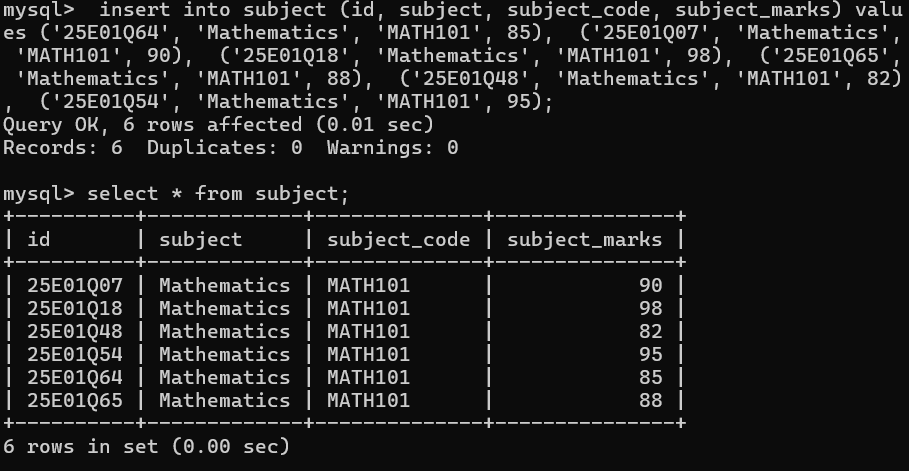 mysql>  insert into subject (id, subject, subject_code, subject_marks) valu
es ('25E01Q64', 'Mathematics', 'MATH101', 85),  ('25E01Q07', 'Mathematics',
 'MATH101', 90),  ('25E01Q18', 'Mathematics', 'MATH101', 98),  ('25E01Q65',
 'Mathematics', 'MATH101', 88),  ('25E01Q48', 'Mathematics', 'MATH101', 82)
,  ('25E01Q54', 'Mathematics', 'MATH101', 95);
Query OK, 6 rows affected (0.01 sec)
Records: 6  Duplicates: 0  Warnings: 0

mysql> select * from subject;
+----------+-------------+--------------+---------------+
| id       | subject     | subject_code | subject_marks |
+----------+-------------+--------------+---------------+
| 25E01Q07 | Mathematics | MATH101      |            90 |
| 25E01Q18 | Mathematics | MATH101      |            98 |
| 25E01Q48 | Mathematics | MATH101      |            82 |
| 25E01Q54 | Mathematics | MATH101      |            95 |
| 25E01Q64 | Mathematics | MATH101      |            85 |
| 25E01Q65 | Mathematics | MATH101      |            88 |
+----------+-------------+--------------+---------------+
6 rows in set (0.00 sec)